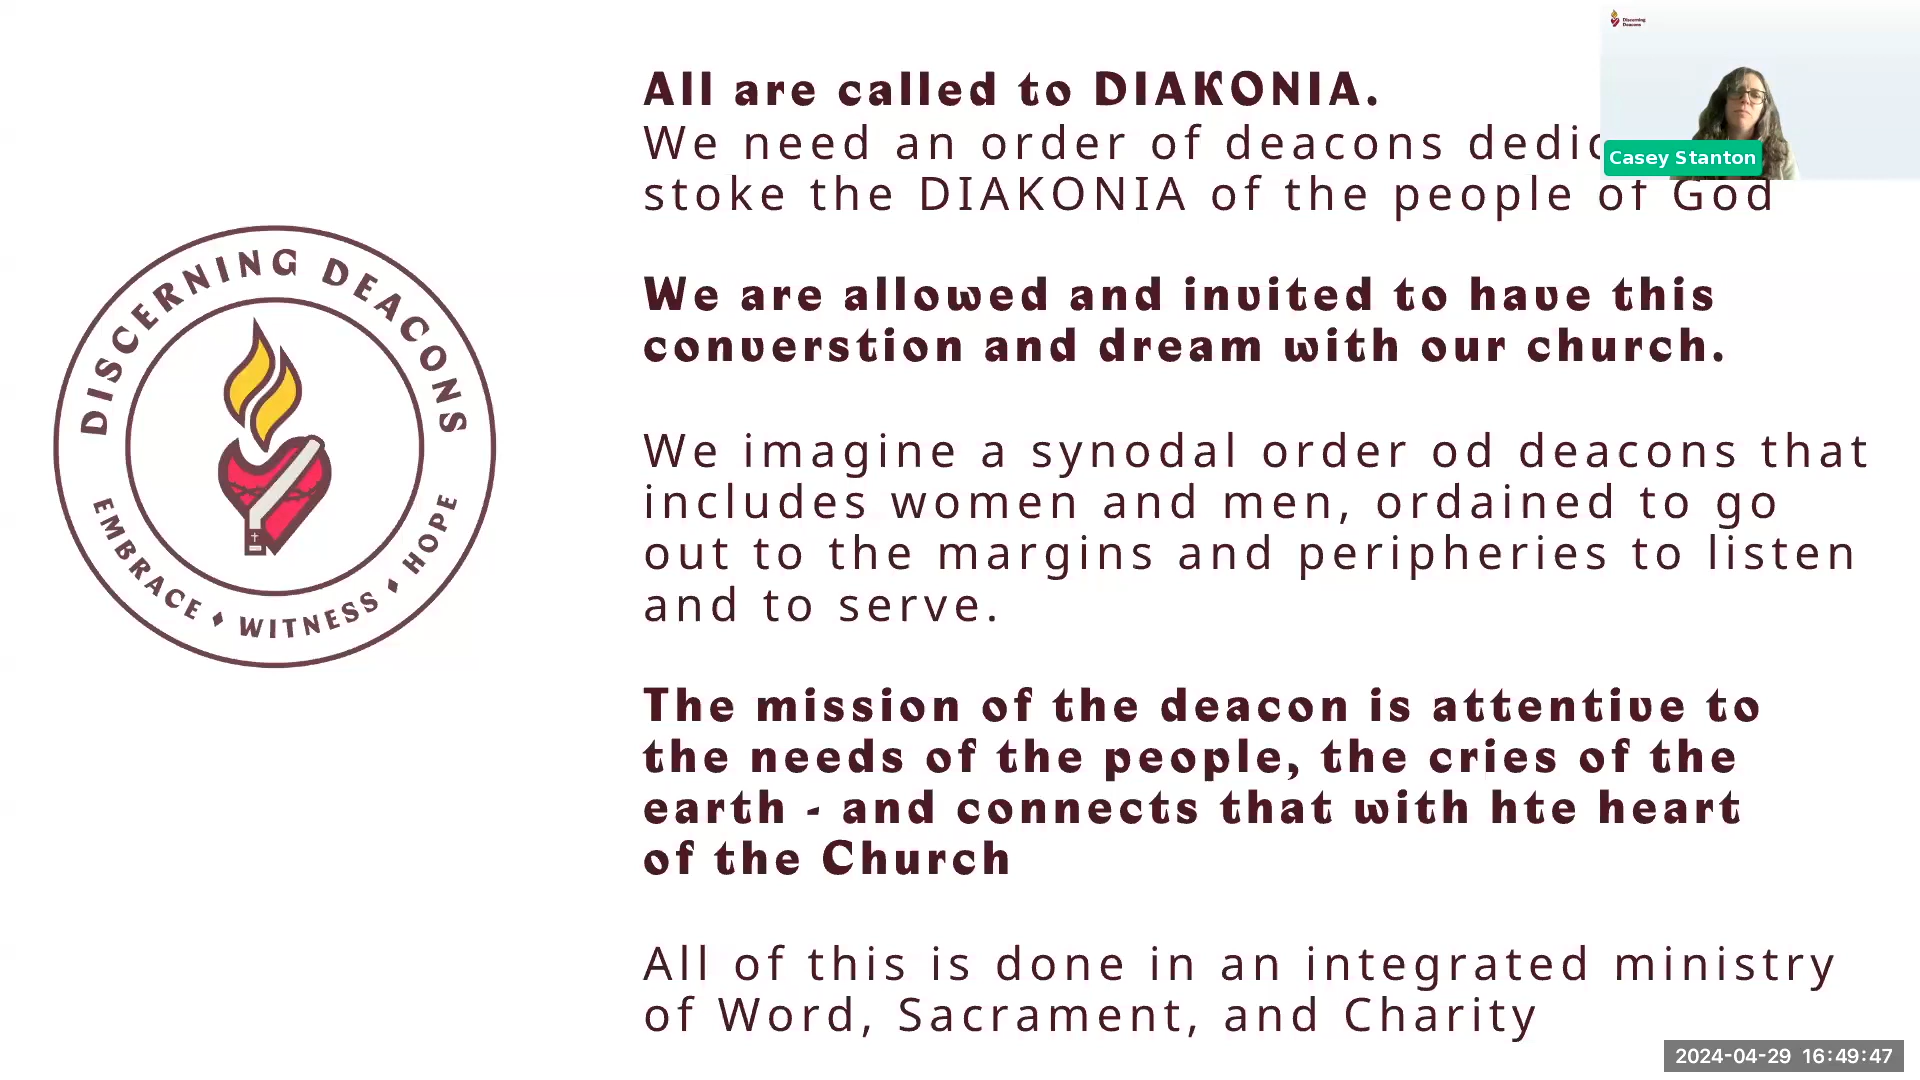 All are called to DIAKONIA.
We need an order of deacons
stoke the DIAKONIA of the people of God
We are allowed and invited to have this
converstion and dream with our church.
We imagine a synodal order od deacons that
includes women and men, ordained to go
out to the margins and peripheries to listen
and to serve.
The mission of the deacon is attentive to
the needs of the people, the cries of the
earth - and connects that with hte heart
of the Church
All of this is done in an integrated ministry
of Word, Sacrament, and Charity
DISCERNING DEACONS
EMBRACE ♦ WITNESS ♦ HOPE
Discerning
Deacons
Casey Stanton
2024-04-29 16:49:47